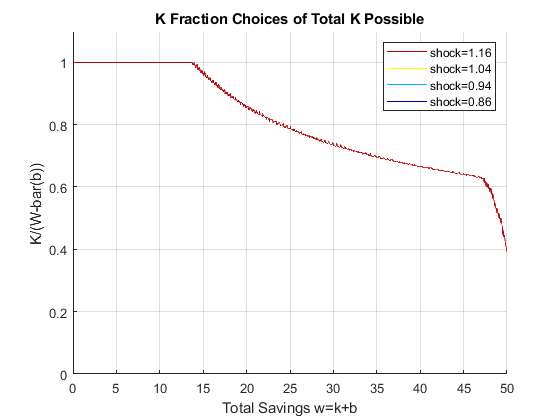 K Fraction Choices of Total K Possible
shock=1.16
shock=1.04
shock=0.94
shock=0.86
K/(W-bar(b))
1
0.8
0.6
0.4
0.2
0
0 5 10 15 20 25 30 35 40 45 50
Total Savings w=k+b